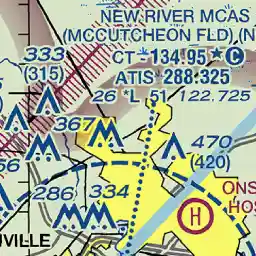 NEW RIVER MCAS
(MCCUTCHEON FLD) (N
CT * 134.95 * C
ATIS * 288.325
26 *L 51 122.725
333
(315)
367
470
(420)
56
286
334
ONS
HOS
H
VILLE